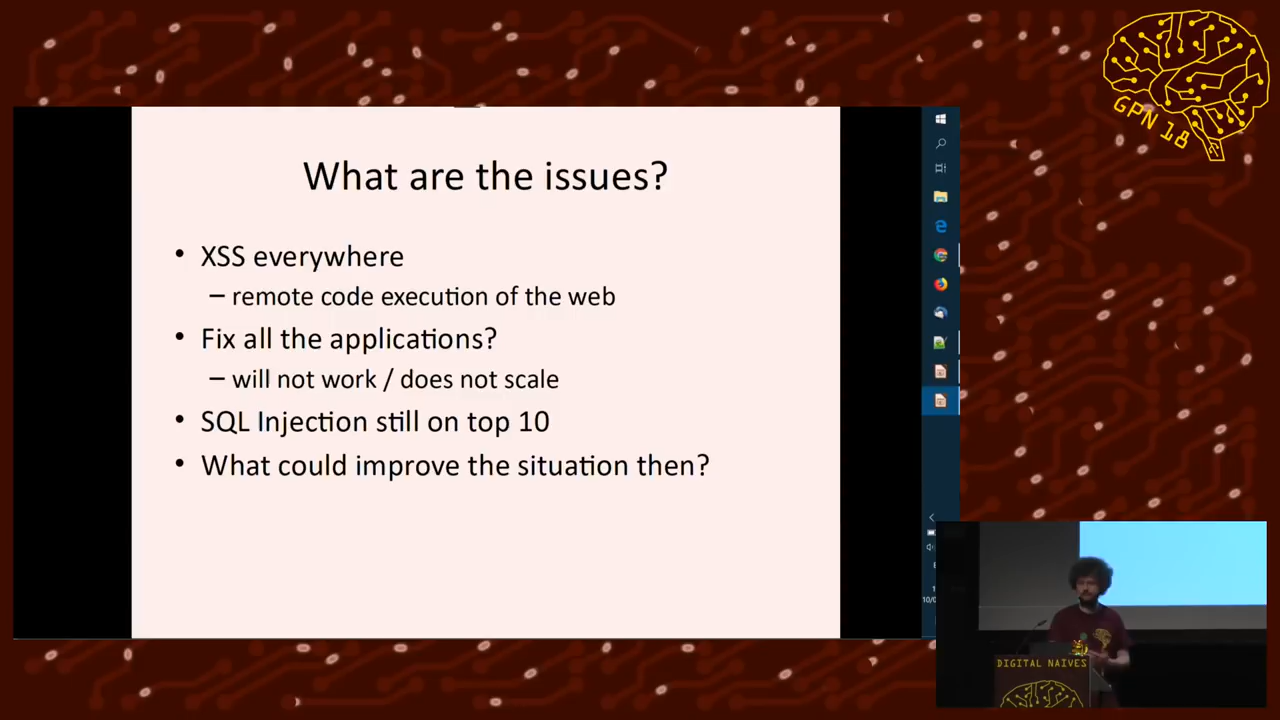 GPN 18
What are the issues?
• XSS everywhere
– remote code execution of the web
• Fix all the applications?
– will not work / does not scale
• SQL Injection still on top 10
• What could improve the situation then?
DIGITAL NAIVES